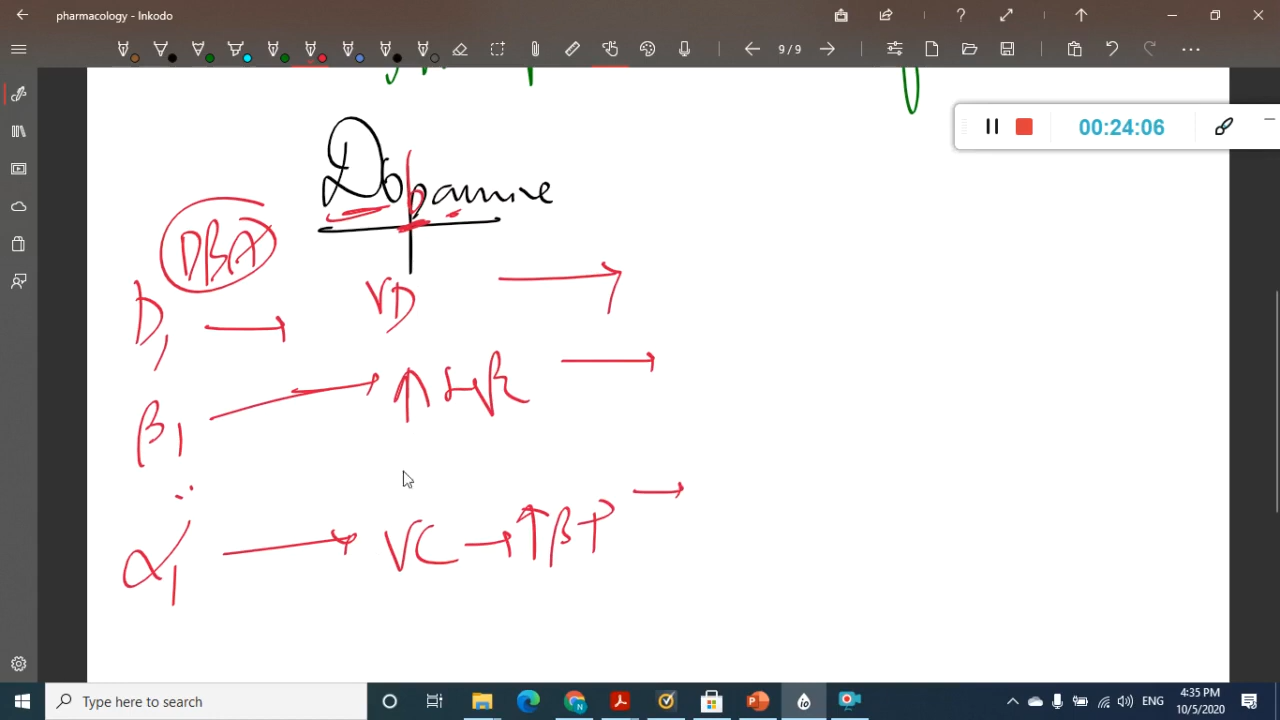 pharmacology - Inkodo
9/9
00:24:06
Dopamine
DBA
D1 → VD →
β1 → ↑ HR →
α1 → VC → ↑ BP →
Type here to search
ENG
4:35 PM
10/5/2020